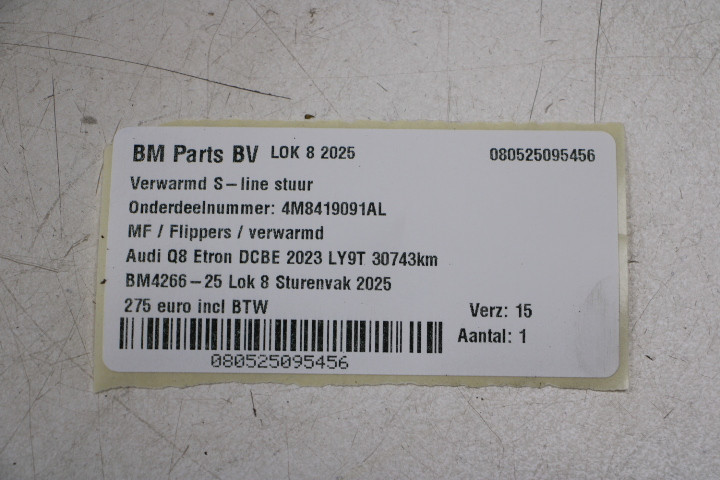 BM Parts BV LOK 8 2025 080525095456
Verwarmd S-line stuur
Onderdeelnummer: 4M8419091AL
MF / Flippers / verwarmd
Audi Q8 Etron DCBE 2023 LY9T 30743km
BM4266-25 Lok 8 Sturenvak 2025
275 euro incl BTW Verz: 15
Aantal: 1
080525095456